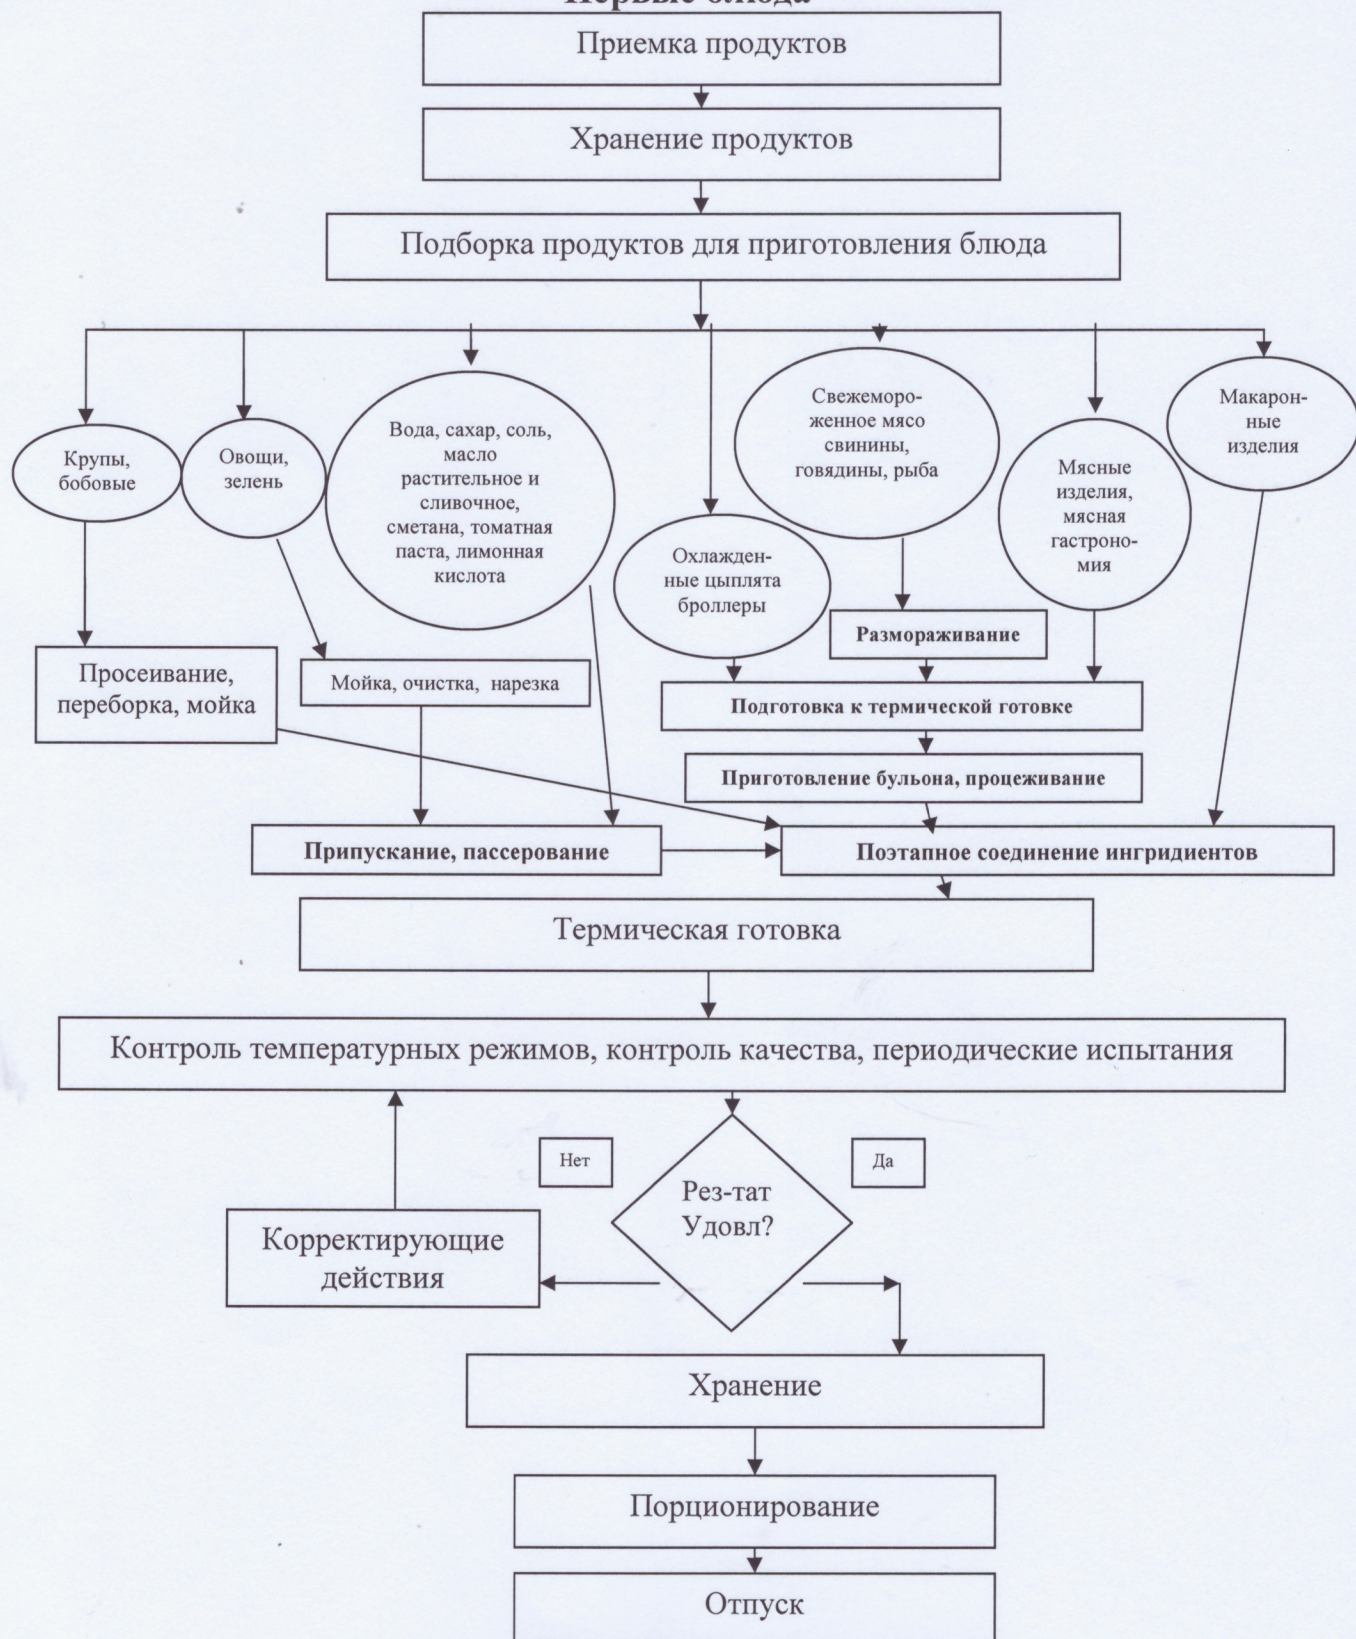 Первые блюда
Приемка продуктов
Хранение продуктов
Подборка продуктов для приготовления блюда
Крупы,
бобовые
Овощи,
зелень
Вода, сахар, соль,
масло
растительное и
сливочное,
сметана, томатная
паста, лимонная
кислота
Охлажден-
ные цыплята
броллеры
Свежеморо-
женное мясо
свинины,
говядины, рыба
Мясные
изделия,
мясная
гастроно-
мия
Макарон-
ные
изделия
Размораживание
Просеивание,
переборка, мойка
Мойка, очистка, нарезка
Подготовка к термической готовке
Приготовление бульона, процеживание
Припускание, пассерование
Поэтапное соединение ингридиентов
Термическая готовка
Контроль температурных режимов, контроль качества, периодические испытания
Нет
Да
Рез-тат
Удовл?
Корректирующие
действия
Хранение
Порционирование
Отпуск